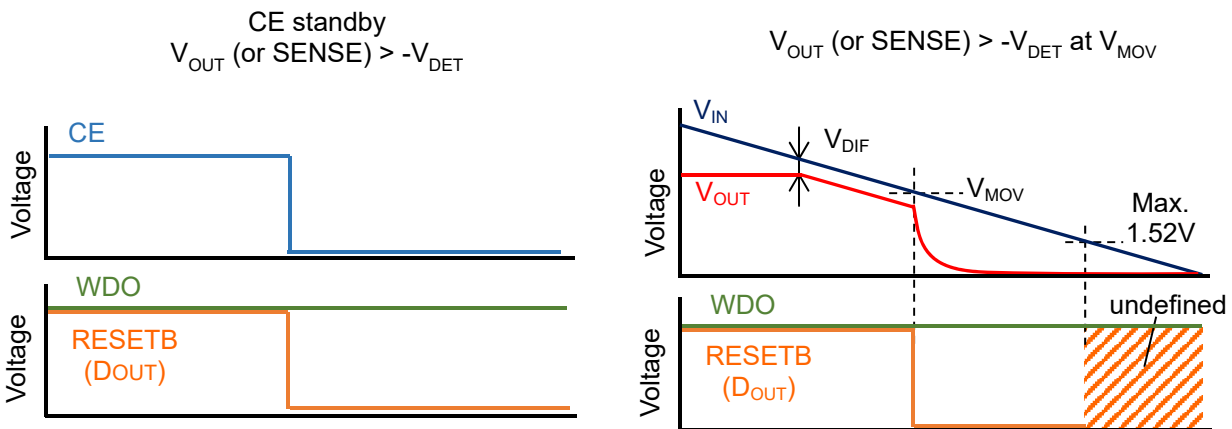 CE standby
VOUT (or SENSE) > -VDET
CE
Voltage
WDO
RESETB
(DOUT)
Voltage
VOUT (or SENSE) > -VDET at VMOV
VIN
VDIF
VOUT
VMOV
Max.
1.52V
Voltage
WDO
undefined
RESETB
(DOUT)
Voltage